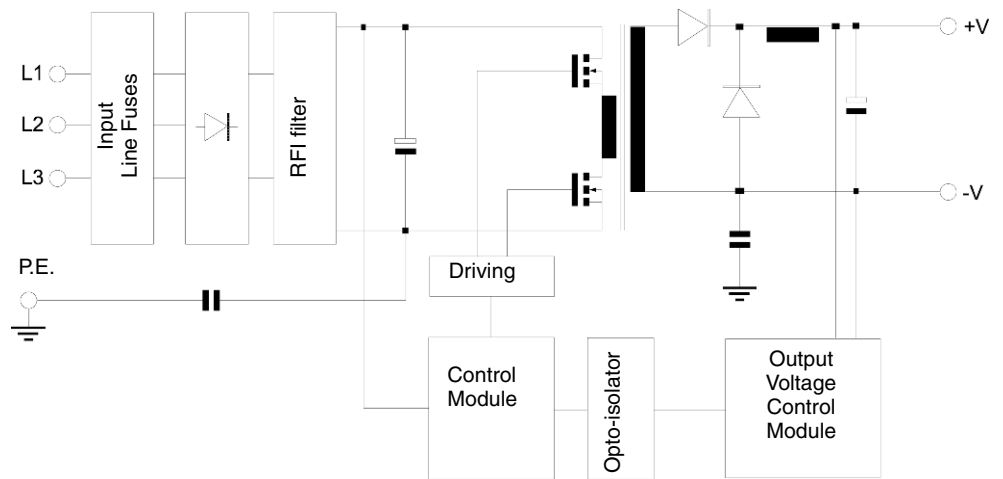 L1
L2
L3
Input
Line Fuses
RFI filter
+V
-V
P.E.
Driving
Control
Module
Opto-isolator
Output
Voltage
Control
Module